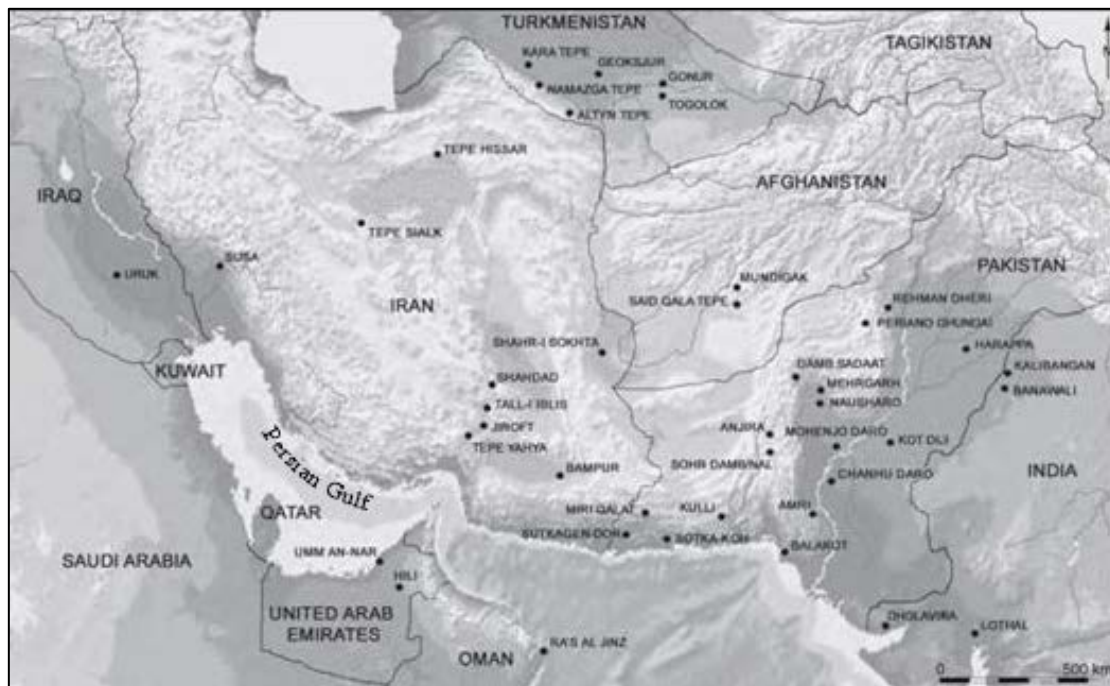 TURKMENISTAN
TAGIKISTAN
KARA TEPE
GEOKSJUR
GONUR
NAMAZGA TEPE
TOGOLOK
ALTYN TEPE
TEPE HISSAR
AFGHANISTAN
IRAQ
TEPE SIALK
SUSA
URUK
MUNDIGAK
PAKISTAN
IRAN
SAID QALA TEPE
REHMAN DHERI
PERIANO GHUNDAI
SHAHR-I SOKHTA
HARAPPA
KUWAIT
DAMB SADAAT
KALIBANGAN
SHAHDAD
MEHRGARH
BANAWALI
TALL-I IBLIS
NAUSHARO
JIROFT
ANJIRA
MOHENJO DARO
KOT DIJI
TEPE YAHYA
Persian Gulf
SOHR DAMB/NAL
BAMPUR
CHANHU DARO
INDIA
QATAR
MIRI QALAT
KULLI
AMRI
SUTKAGEN-DOR
SOTKA-KOH
UMM AN-NAR
BALAKOT
SAUDI ARABIA
HILI
UNITED ARAB
EMIRATES
DHOLAVIRA
LOTHAL
OMAN
RA'S AL JINZ
0 500 km